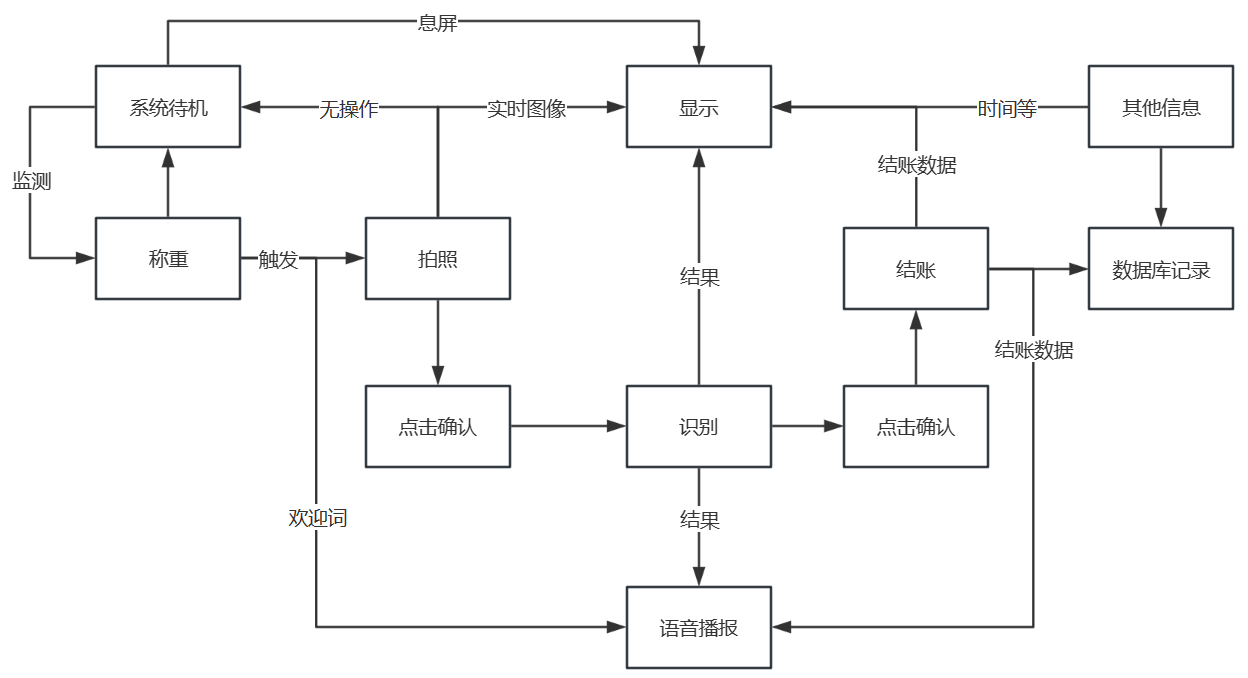 息屏
系统待机
无操作
实时图像
显示
时间等
其他信息
监测
结账数据
称重
触发
拍照
结果
结账
数据库记录
结账数据
点击确认
识别
点击确认
欢迎词
结果
语音播报